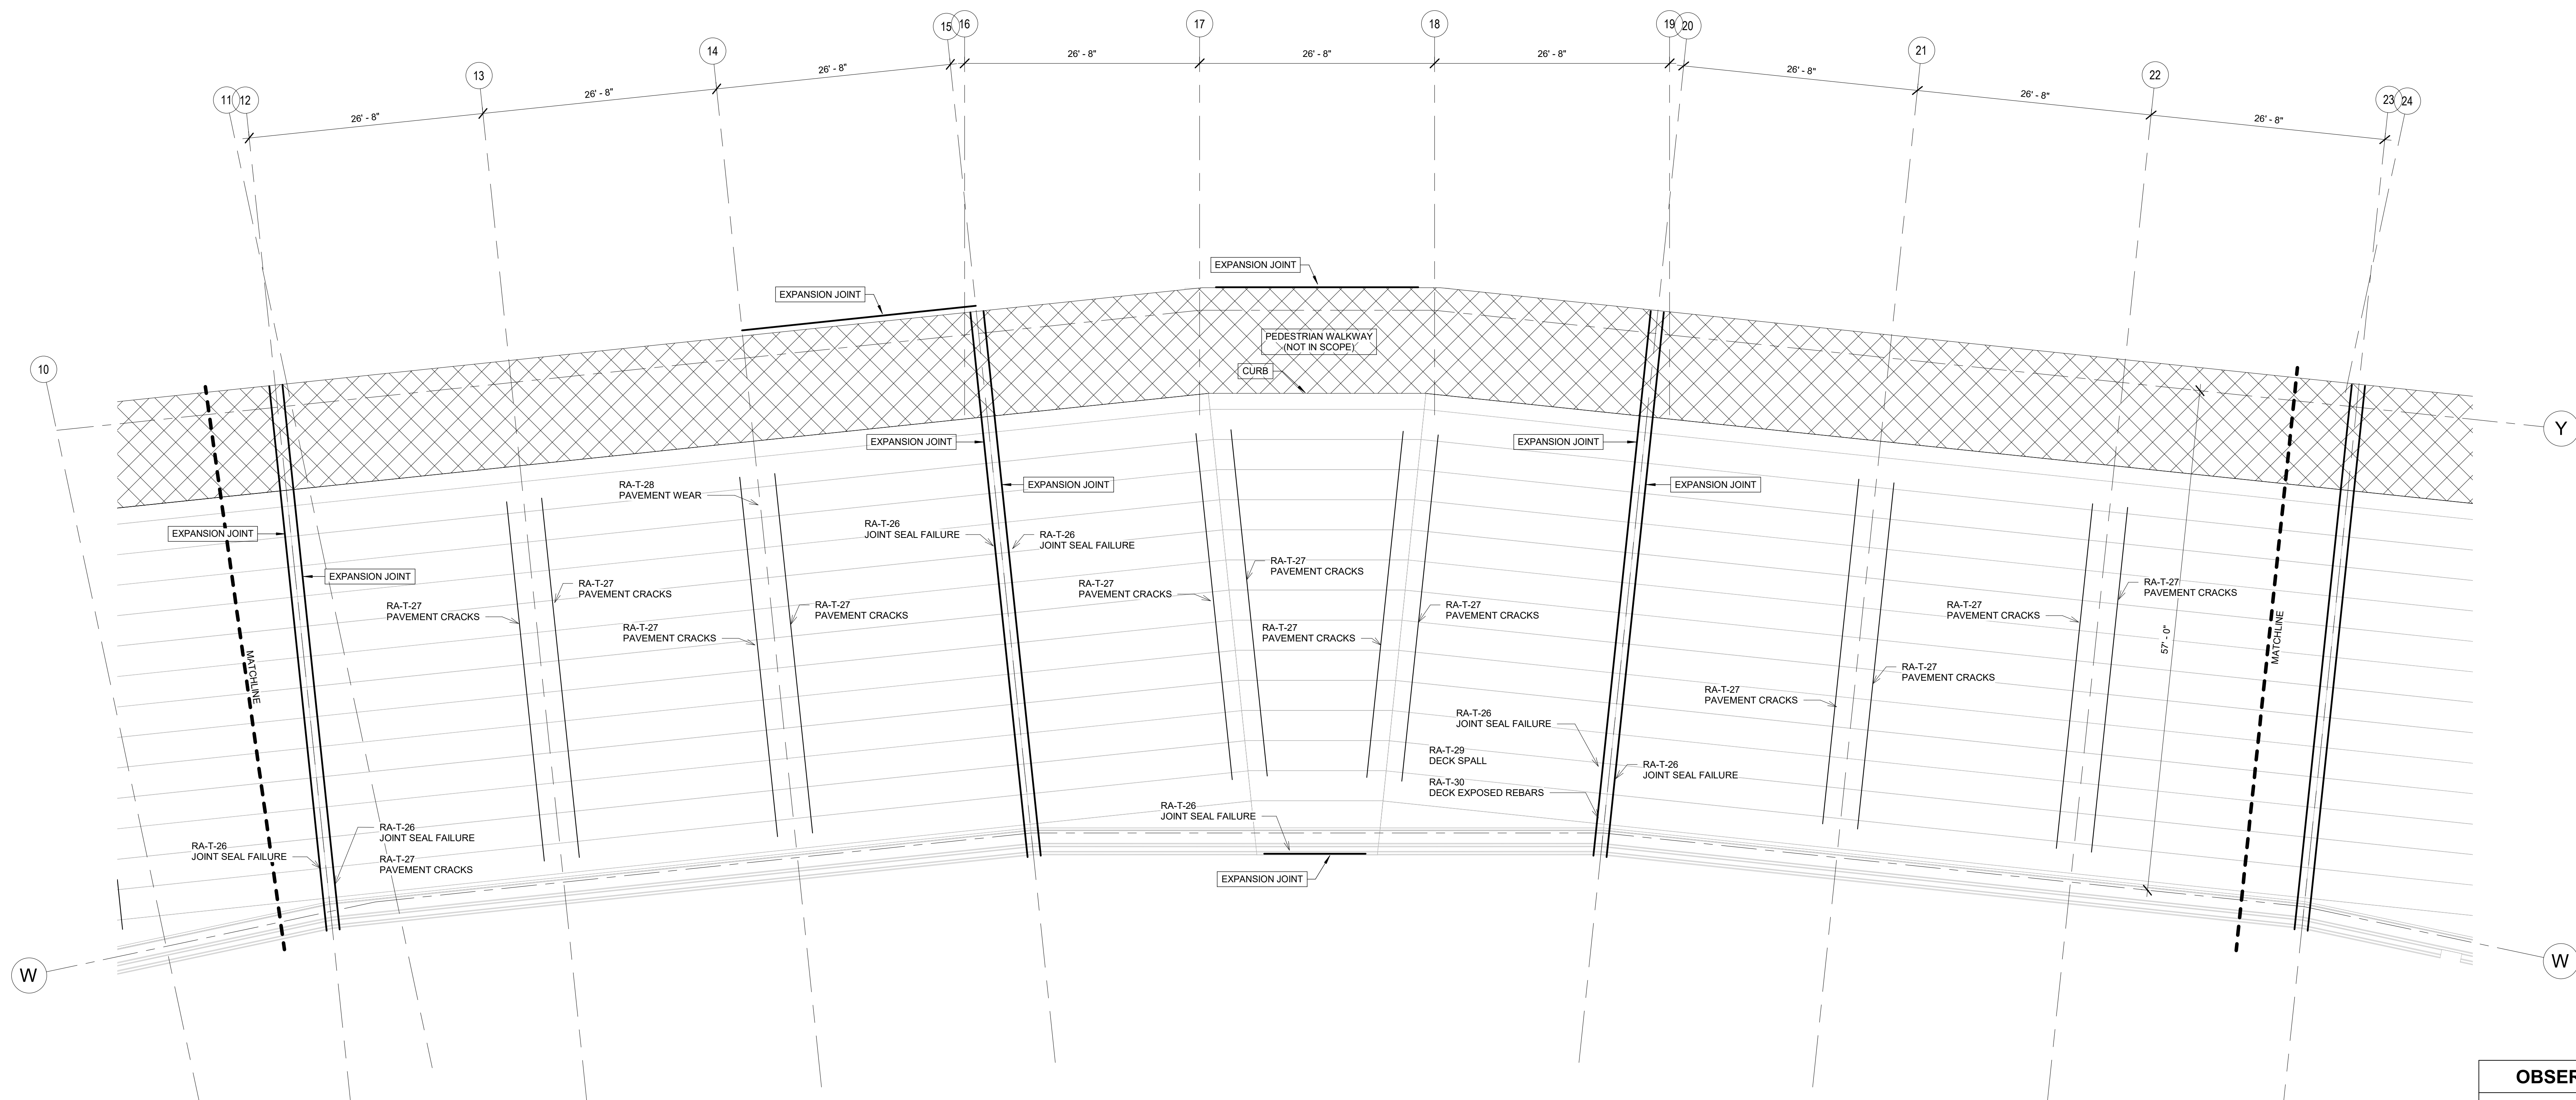 15
16
17
18
19
20
14
21
13
22
11
12
23
24
26' - 8"
26' - 8"
26' - 8"
26' - 8"
26' - 8"
26' - 8"
26' - 8"
26' - 8"
26' - 8"
EXPANSION JOINT
EXPANSION JOINT
PEDESTRIAN WALKWAY
(NOT IN SCOPE)
CURB
10
Y
EXPANSION JOINT
EXPANSION JOINT
EXPANSION JOINT
EXPANSION JOINT
RA-T-28
PAVEMENT WEAR
EXPANSION JOINT
RA-T-26
JOINT SEAL FAILURE
RA-T-26
JOINT SEAL FAILURE
EXPANSION JOINT
RA-T-27
PAVEMENT CRACKS
RA-T-27
PAVEMENT CRACKS
RA-T-27
PAVEMENT CRACKS
RA-T-27
PAVEMENT CRACKS
RA-T-27
PAVEMENT CRACKS
RA-T-27
PAVEMENT CRACKS
RA-T-27
PAVEMENT CRACKS
RA-T-27
PAVEMENT CRACKS
RA-T-27
PAVEMENT CRACKS
RA-T-27
PAVEMENT CRACKS
57' - 0"
MATCHLINE
MATCHLINE
RA-T-27
PAVEMENT CRACKS
RA-T-27
PAVEMENT CRACKS
RA-T-26
JOINT SEAL FAILURE
RA-T-29
DECK SPALL
RA-T-26
JOINT SEAL FAILURE
RA-T-30
DECK EXPOSED REBARS
RA-T-26
JOINT SEAL FAILURE
RA-T-26
JOINT SEAL FAILURE
RA-T-26
JOINT SEAL FAILURE
RA-T-27
PAVEMENT CRACKS
EXPANSION JOINT
W
W
OBSER